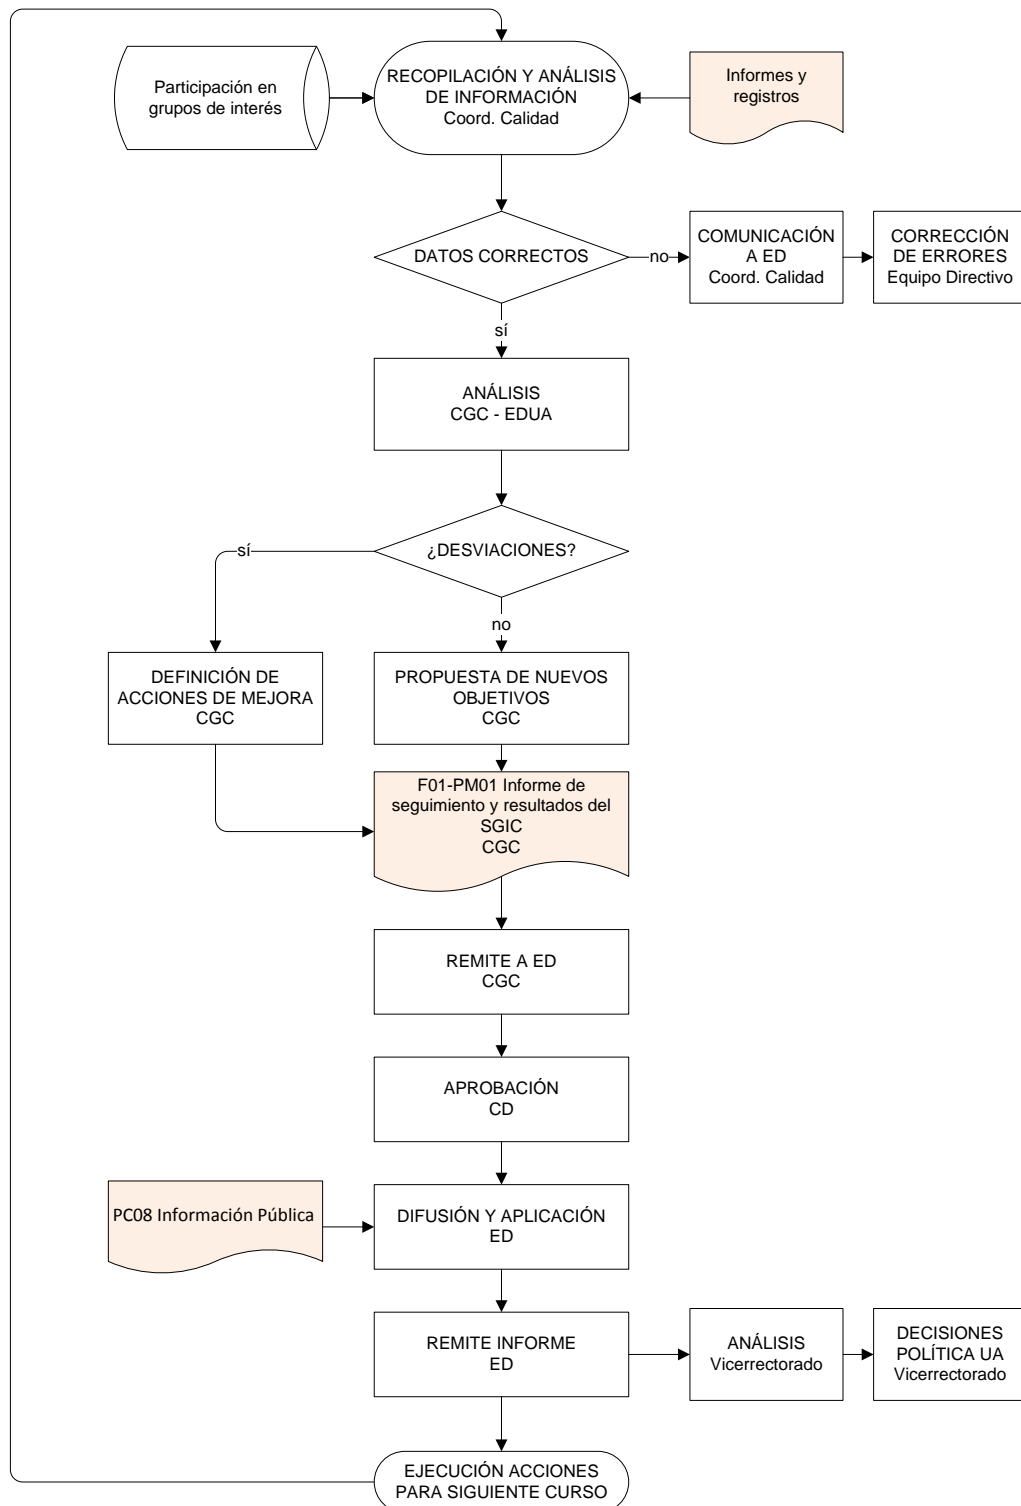 Participación en
grupos de interés
RECOPILACIÓN Y ANÁLISIS
DE INFORMACIÓN
Coord. Calidad
Informes y
registros
DATOS CORRECTOS
no
COMUNICACIÓN
A ED
Coord. Calidad
CORRECCIÓN
DE ERRORES
Equipo Directivo
sí
ANÁLISIS
CGC - EDUA
¿DESVIACIONES?
sí
no
DEFINICIÓN DE
ACCIONES DE MEJORA
CGC
PROPUESTA DE NUEVOS
OBJETIVOS
CGC
F01-PM01 Informe de
seguimiento y resultados del
SGIC
CGC
REMITE A ED
CGC
APROBACIÓN
CD
PC08 Información Pública
DIFUSIÓN Y APLICACIÓN
ED
REMITE INFORME
ED
ANÁLISIS
Vicerrectorado
DECISIONES
POLÍTICA UA
Vicerrectorado
EJECUCIÓN ACCIONES
PARA SIGUIENTE CURSO